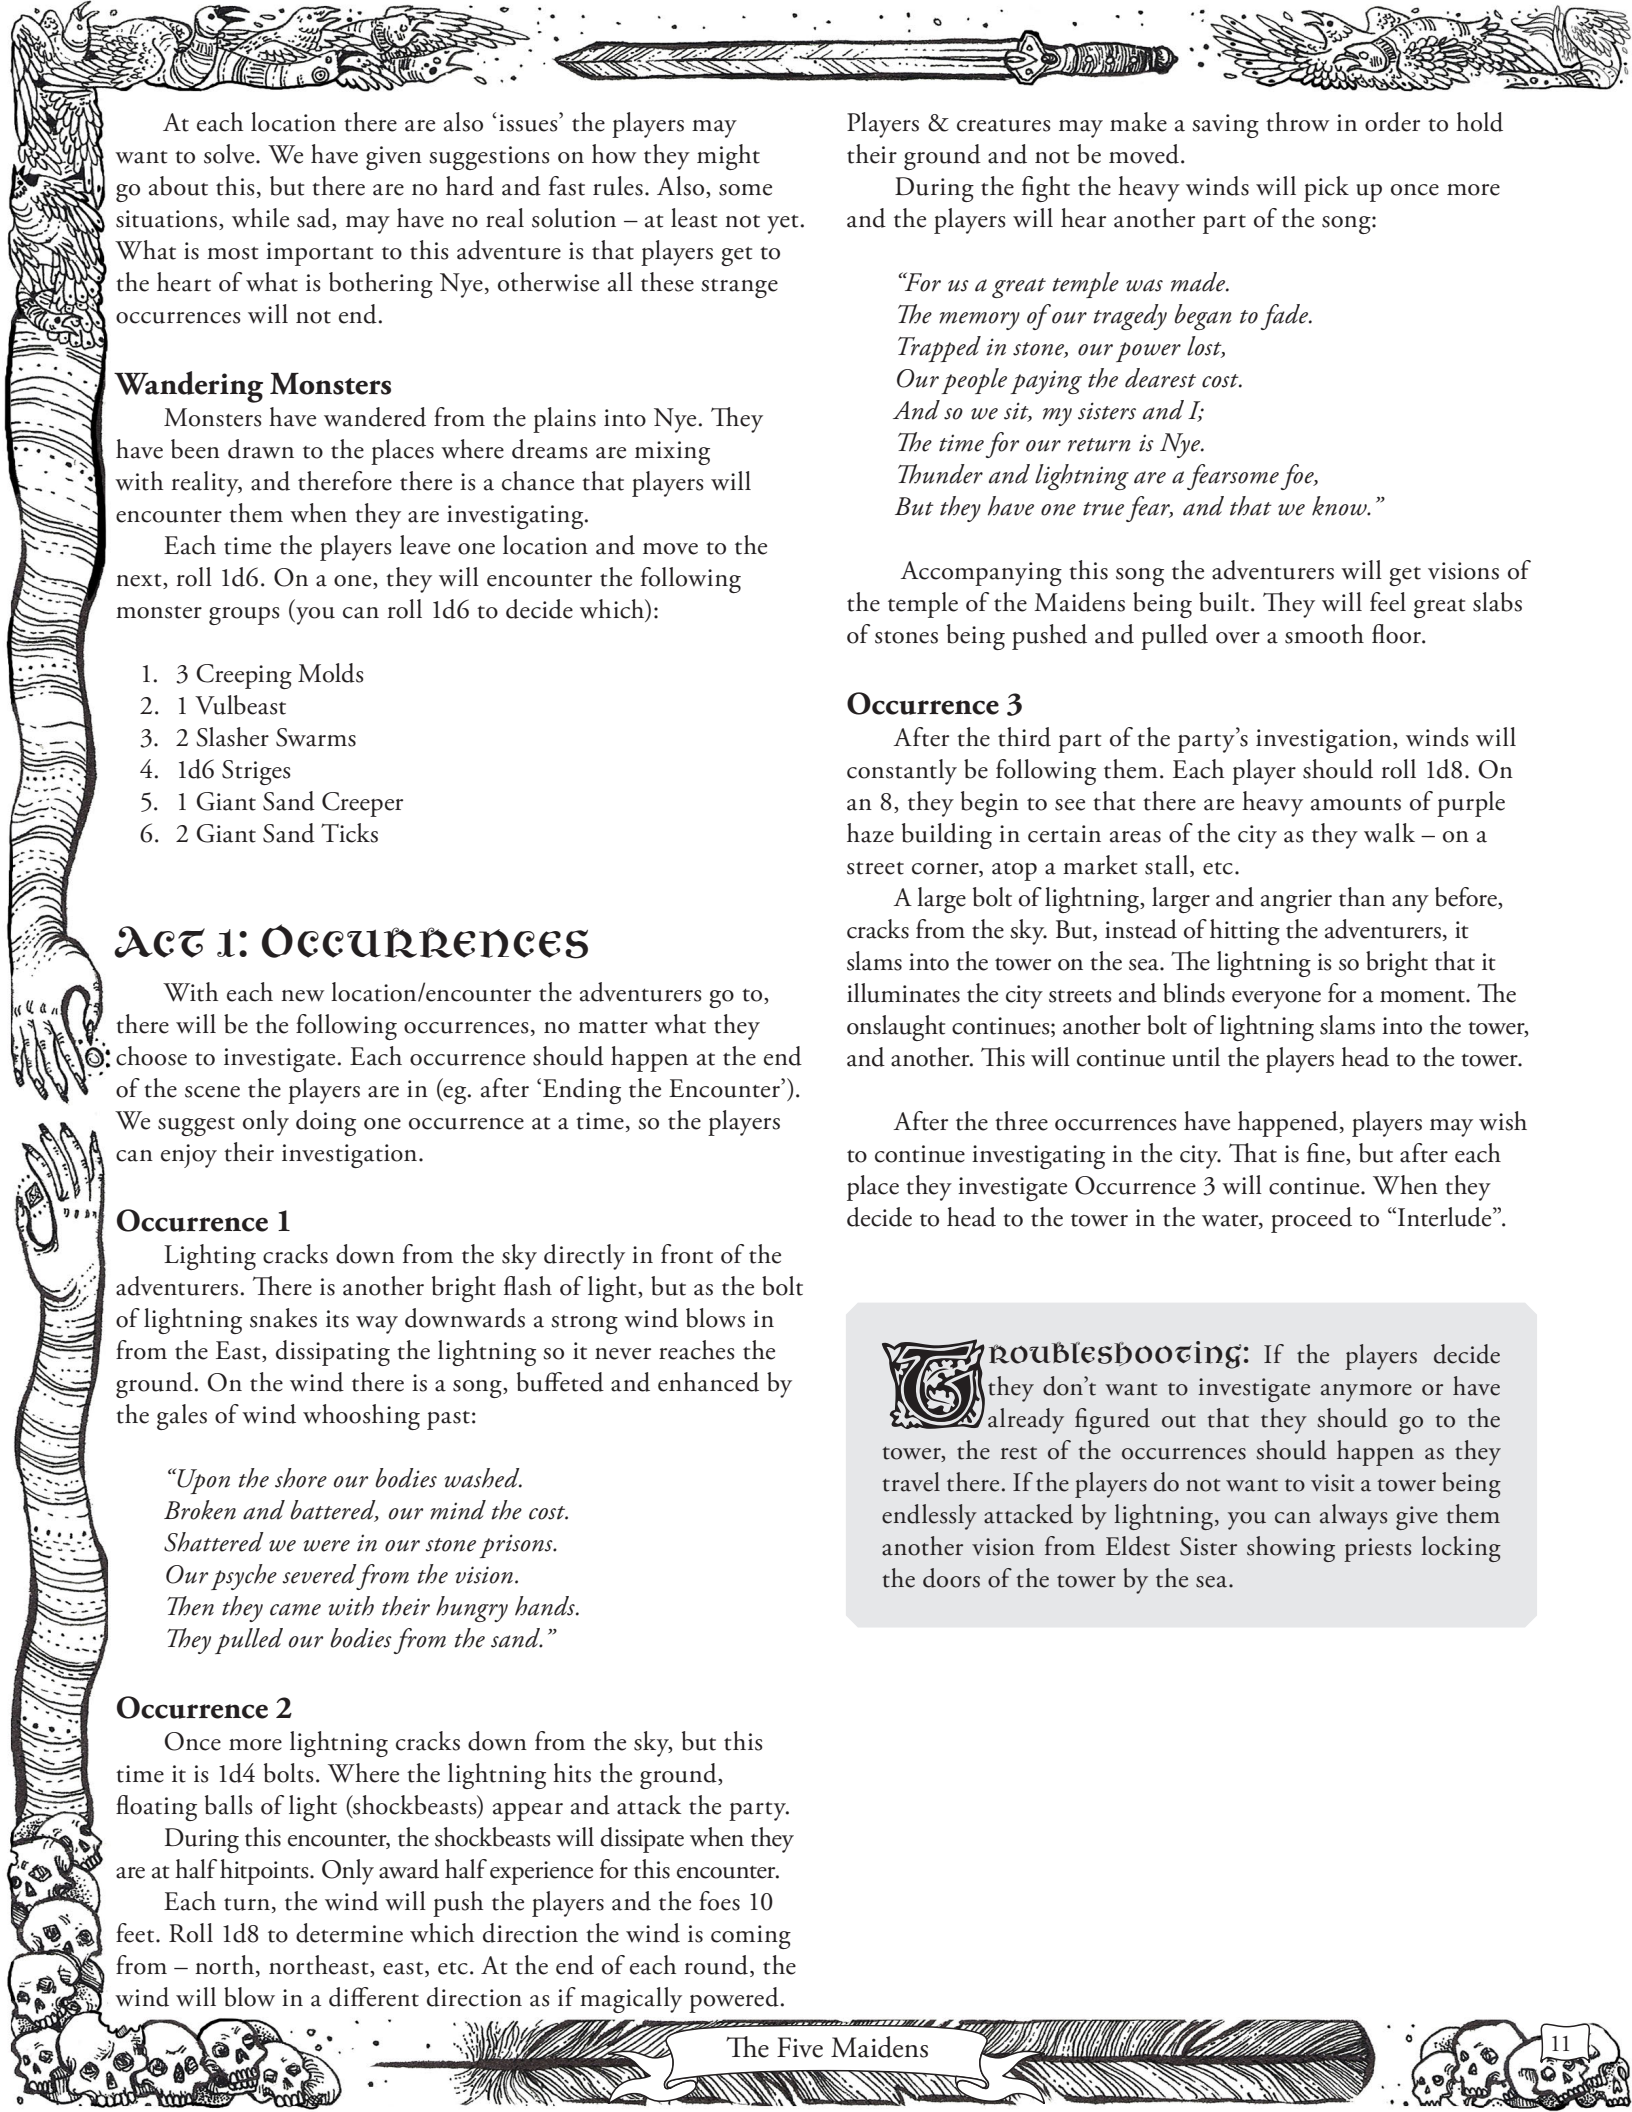 At each location there are also ‘issues’ the players may
want to solve. We have given suggestions on how they might
go about this, but there are no hard and fast rules. Also, some
situations, while sad, may have no real solution – at least not yet.
What is most important to this adventure is that players get to
the heart of what is bothering Nye, otherwise all these strange
occurrences will not end.
Wandering Monsters
Monsters have wandered from the plains into Nye. They
have been drawn to the places where dreams are mixing
with reality, and therefore there is a chance that players will
encounter them when they are investigating.
Each time the players leave one location and move to the
next, roll 1d6. On a one, they will encounter the following
monster groups (you can roll 1d6 to decide which):
1. 3 Creeping Molds
2. 1 Vulbeast
3. 2 Slasher Swarms
4. 1d6 Striges
5. 1 Giant Sand Creeper
6. 2 Giant Sand Ticks
Act 1: Occurrences
With each new location/encounter the adventurers go to,
there will be the following occurrences, no matter what they
choose to investigate. Each occurrence should happen at the end
of the scene the players are in (eg. after ‘Ending the Encounter’).
We suggest only doing one occurrence at a time, so the players
can enjoy their investigation.
Occurrence 1
Lighting cracks down from the sky directly in front of the
adventurers. There is another bright flash of light, but as the bolt
of lightning snakes its way downwards a strong wind blows in
from the East, dissipating the lightning so it never reaches the
ground. On the wind there is a song, buffeted and enhanced by
the gales of wind whooshing past:
“Upon the shore our bodies washed.
Broken and battered, our mind the cost.
Shattered we were in our stone prisons.
Our psyche severed from the vision.
Then they came with their hungry hands.
They pulled our bodies from the sand.”
Occurrence 2
Once more lightning cracks down from the sky, but this
time it is 1d4 bolts. Where the lightning hits the ground,
floating balls of light (shockbeasts) appear and attack the party.
During this encounter, the shockbeasts will dissipate when they
are at half hitpoints. Only award half experience for this encounter.
Each turn, the wind will push the players and the foes 10
feet. Roll 1d8 to determine which direction the wind is coming
from – north, northeast, east, etc. At the end of each round, the
wind will blow in a different direction as if magically powered.
Players & creatures may make a saving throw in order to hold
their ground and not be moved.
During the fight the heavy winds will pick up once more
and the players will hear another part of the song:
“For us a great temple was made.
The memory of our tragedy began to fade.
Trapped in stone, our power lost,
Our people paying the dearest cost.
And so we sit, my sisters and I;
The time for our return is Nye.
Thunder and lightning are a fearsome foe,
But they have one true fear, and that we know.”
Accompanying this song the adventurers will get visions of
the temple of the Maidens being built. They will feel great slabs
of stones being pushed and pulled over a smooth floor.
Occurrence 3
After the third part of the party’s investigation, winds will
constantly be following them. Each player should roll 1d8. On
an 8, they begin to see that there are heavy amounts of purple
haze building in certain areas of the city as they walk – on a
street corner, atop a market stall, etc.
A large bolt of lightning, larger and angrier than any before,
cracks from the sky. But, instead of hitting the adventurers, it
slams into the tower on the sea. The lightning is so bright that it
illuminates the city streets and blinds everyone for a moment. The
onslaught continues; another bolt of lightning slams into the tower,
and another. This will continue until the players head to the tower.
After the three occurrences have happened, players may wish
to continue investigating in the city. That is fine, but after each
place they investigate Occurrence 3 will continue. When they
decide to head to the tower in the water, proceed to “Interlude”.
Troubleshooting: If the players decide
they don’t want to investigate anymore or have
already figured out that they should go to the
tower, the rest of the occurrences should happen as they
travel there. If the players do not want to visit a tower being
endlessly attacked by lightning, you can always give them
another vision from Eldest Sister showing priests locking
the doors of the tower by the sea.
The Five Maidens
11